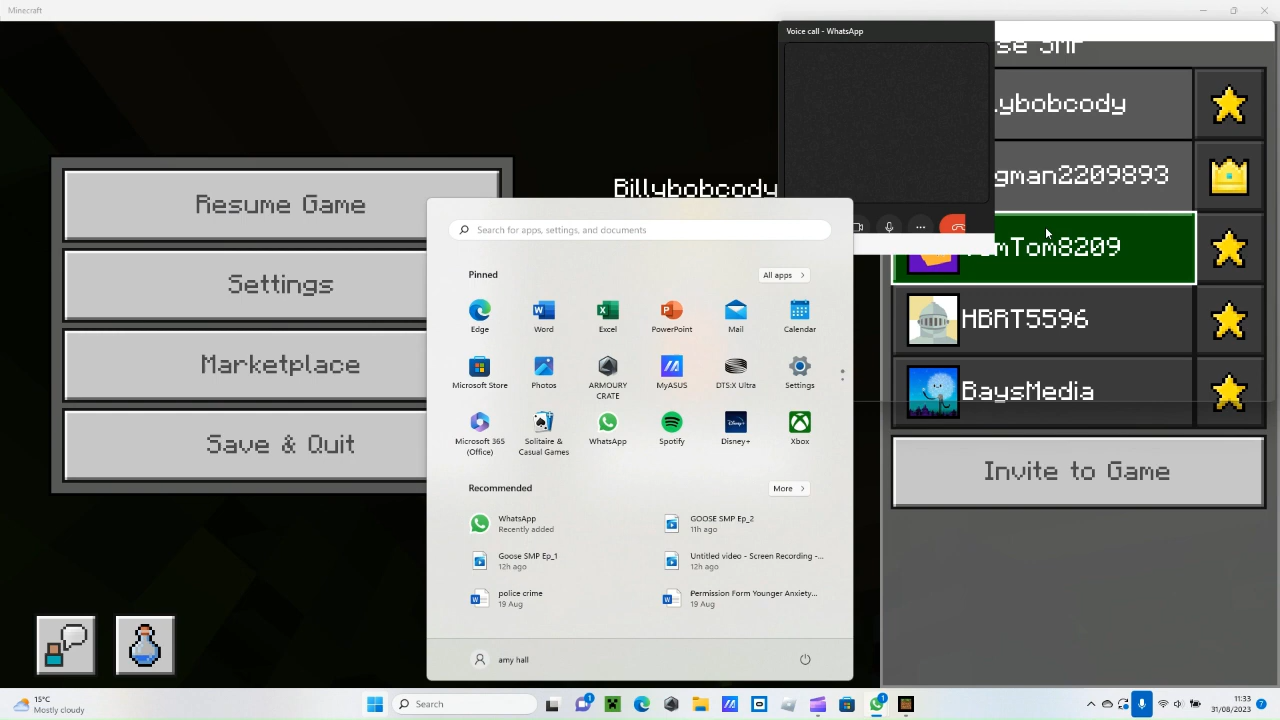 Minecraft
Voice call - WhatsApp
se SMP
lybobcody
gman2209893
TomTom8209
HBRT5596
BaysMedia
Invite to Game
Resume Game
Settings
Marketplace
Save & Quit
Billybobcody
Search for apps, settings, and documents
Pinned
All apps
Edge
Word
Excel
PowerPoint
Mail
Calendar
Microsoft Store
Photos
ARMOURY
CRATE
MyASUS
DTS:X Ultra
Settings
Microsoft 365
(Office)
Solitaire &
Casual Games
WhatsApp
Spotify
Disney+
Xbox
Recommended
More
WhatsApp
Recently added
GOOSE SMP Ep_2
11h ago
Goose SMP Ep_1
12h ago
Untitled video - Screen Recording -...
12h ago
police crime
19 Aug
Permission Form Younger Anxiety...
19 Aug
amy hall
15°C
Mostly cloudy
Search
11:33
31/08/2023